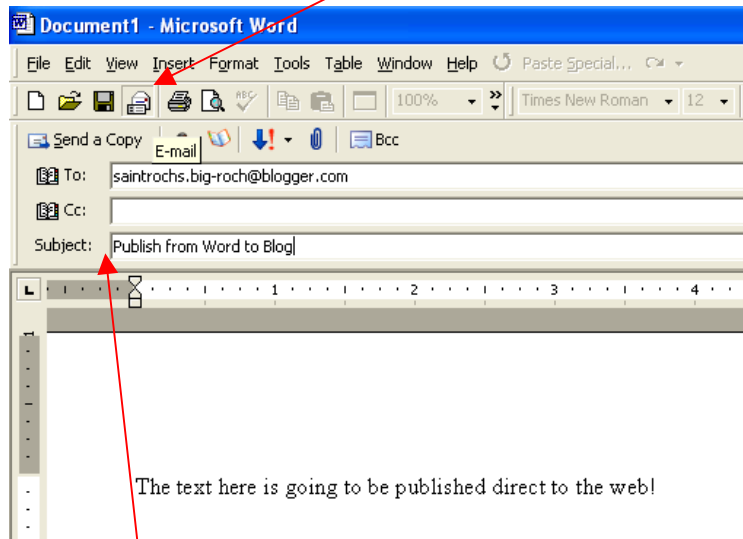 Document1 - Microsoft Word
File Edit View Insert Format Tools Table Window Help Paste Special...
ABC 100% Times New Roman 12
Send a Copy Bcc
E-mail
To: saintrochs.big-roch@blogger.com
Cc:
Subject: Publish from Word to Blog
L 1 2 3 4
1
The text here is going to be published direct to the web!